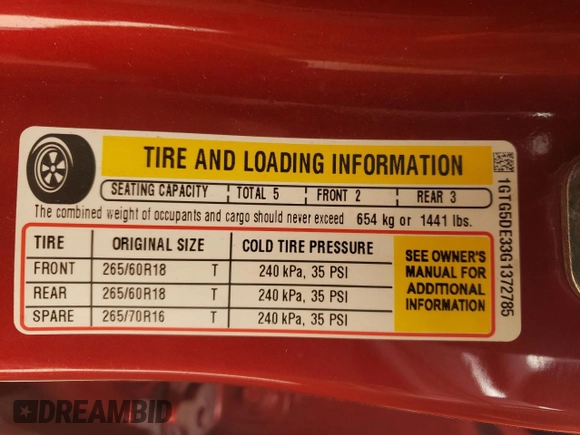 TIRE AND LOADING INFORMATION
SEATING CAPACITY TOTAL 5 FRONT 2 REAR 3
The combined weight of occupants and cargo should never exceed 654 kg or 1441 lbs.
TIRE ORIGINAL SIZE COLD TIRE PRESSURE
FRONT 265/60R18 T 240 kPa, 35 PSI
REAR 265/60R18 T 240 kPa, 35 PSI
SPARE 265/70R16 T 240 kPa, 35 PSI
SEE OWNER'S
MANUAL FOR
ADDITIONAL
INFORMATION
1GTG5DE33G1372785
DREAMBID